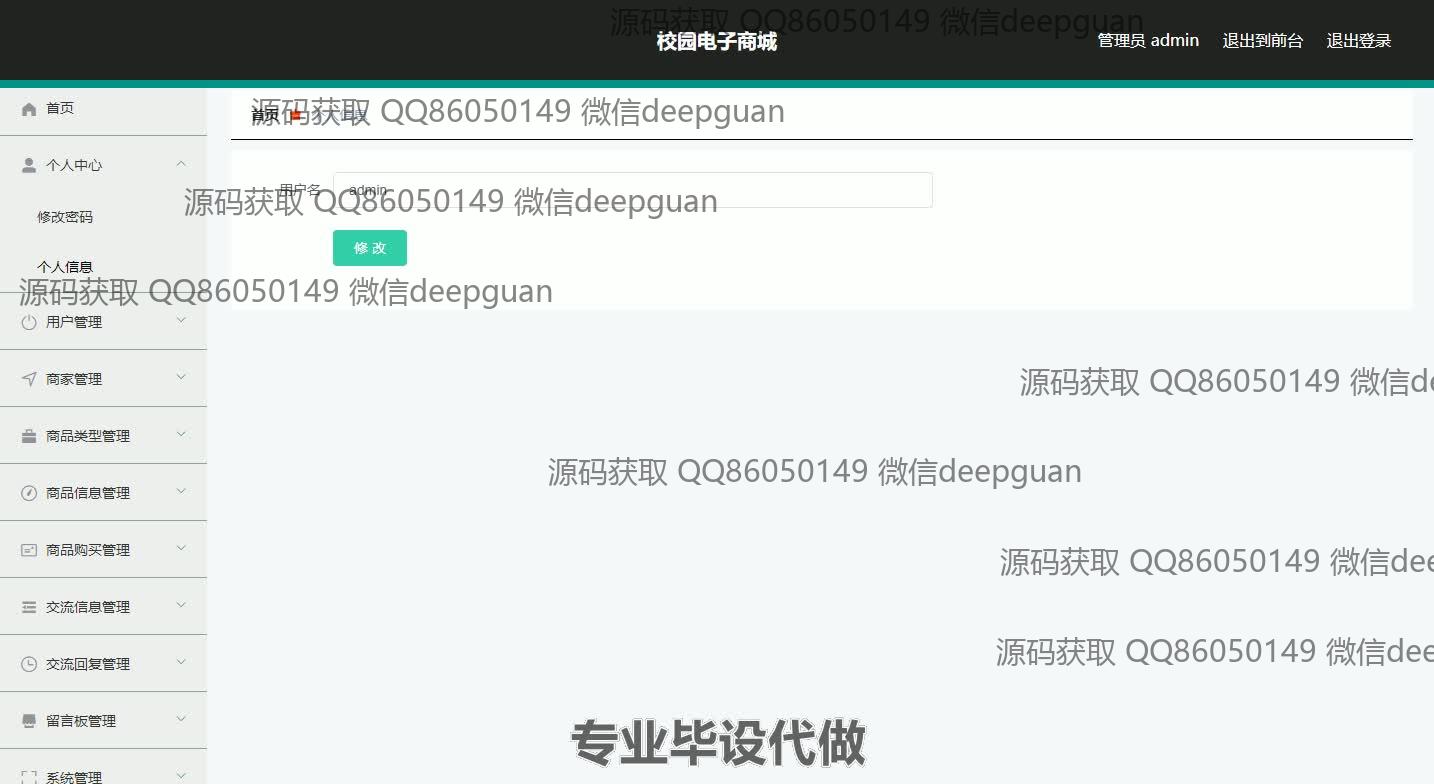 源码获取 QQ86050149 微信deepguan
校园电子商城
管理员 admin 退出到前台 退出登录
首页
首页 个人信息
源码获取 QQ86050149 微信deepguan
个人中心
用户名 admin
源码获取 QQ86050149 微信deepguan
修改密码
修 改
个人信息
源码获取 QQ86050149 微信deepguan
用户管理
商家管理
源码获取 QQ86050149 微信de
商品类型管理
源码获取 QQ86050149 微信deepguan
商品信息管理
商品购买管理
源码获取 QQ86050149 微信dee
交流信息管理
交流回复管理
源码获取 QQ86050149 微信dee
留言板管理
专业毕设代做
系统管理